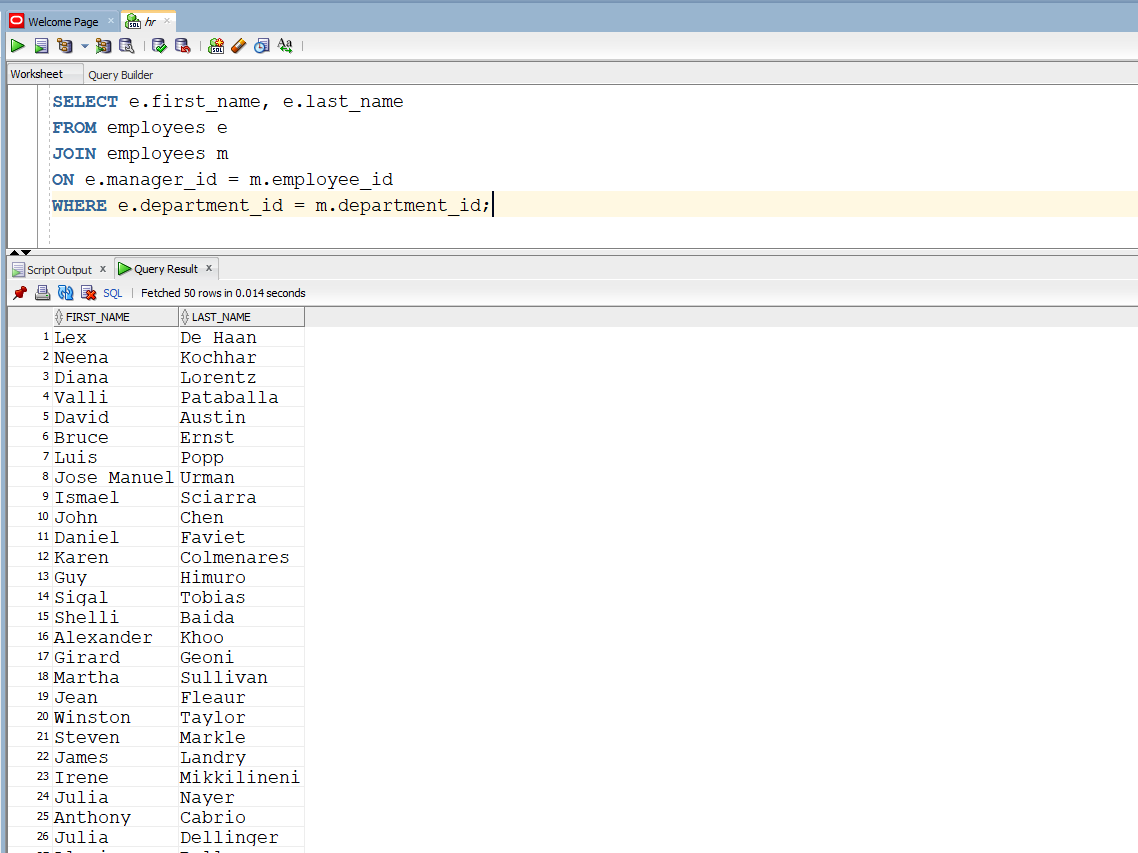 Welcome Page
hr
Worksheet Query Builder
SELECT e.first_name, e.last_name
FROM employees e
JOIN employees m
ON e.manager_id = m.employee_id
WHERE e.department_id = m.department_id;
Script Output x Query Result x
SQL | Fetched 50 rows in 0.014 seconds
FIRST_NAME LAST_NAME
1 Lex De Haan
2 Neena Kochhar
3 Diana Lorentz
4 Valli Pataballa
5 David Austin
6 Bruce Ernst
7 Luis Popp
8 Jose Manuel Urman
9 Ismael Sciarra
10 John Chen
11 Daniel Faviet
12 Karen Colmenares
13 Guy Himuro
14 Sigal Tobias
15 Shelli Baida
16 Alexander Khoo
17 Girard Geoni
18 Martha Sullivan
19 Jean Fleaur
20 Winston Taylor
21 Steven Markle
22 James Landry
23 Irene Mikkilineni
24 Julia Nayer
25 Anthony Cabrio
26 Julia Dellinger